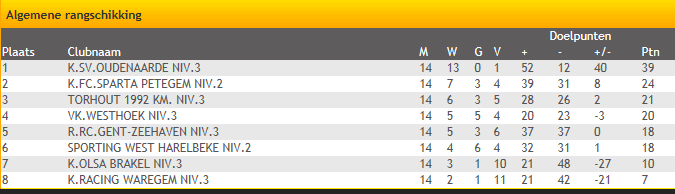 Algemene rangschikking
Doelpunten
Plaats Clubnaam M W G V + - +/- Ptn
1 K.SV.OUDENAARDE NIV.3 14 13 0 1 52 12 40 39
2 K.FC.SPARTA PETEGEM NIV.2 14 7 3 4 39 31 8 24
3 TORHOUT 1992 KM. NIV.3 14 6 3 5 28 26 2 21
4 VK.WESTHOEK NIV.3 14 5 5 4 20 23 -3 20
5 R.RC.GENT-ZEEHAVEN NIV.3 14 5 3 6 37 37 0 18
6 SPORTING WEST HARELBEKE NIV.2 14 4 6 4 32 31 1 18
7 K.OLSA BRAKEL NIV.3 14 3 1 10 21 48 -27 10
8 K.RACING WAREGEM NIV.3 14 2 1 11 21 42 -21 7